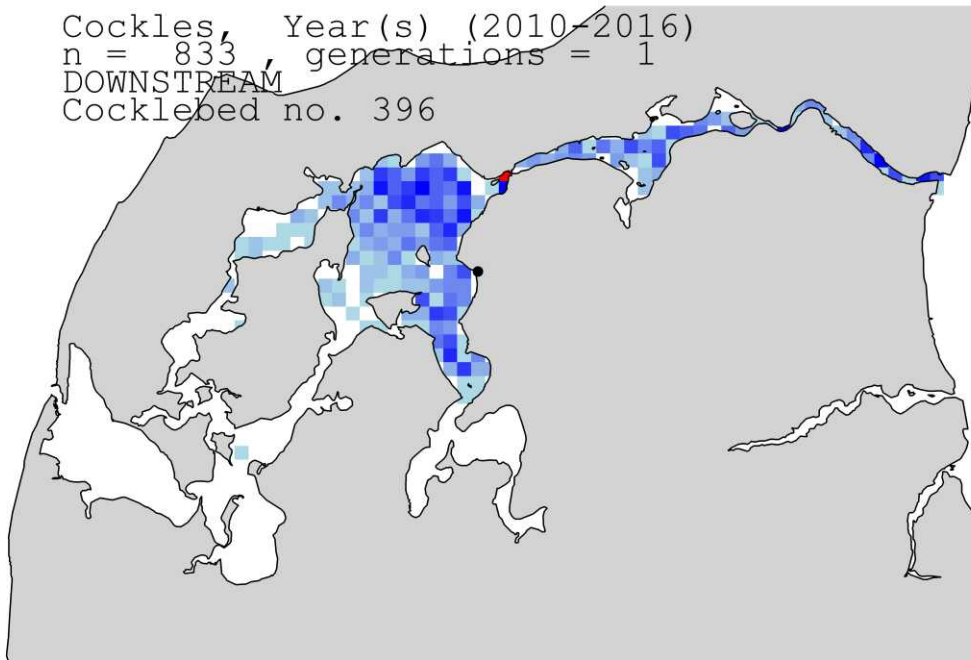 Cockles, Year(s) (2010-2016)
n = 833 , generations = 1
DOWNSTREAM
Cocklebed no. 396